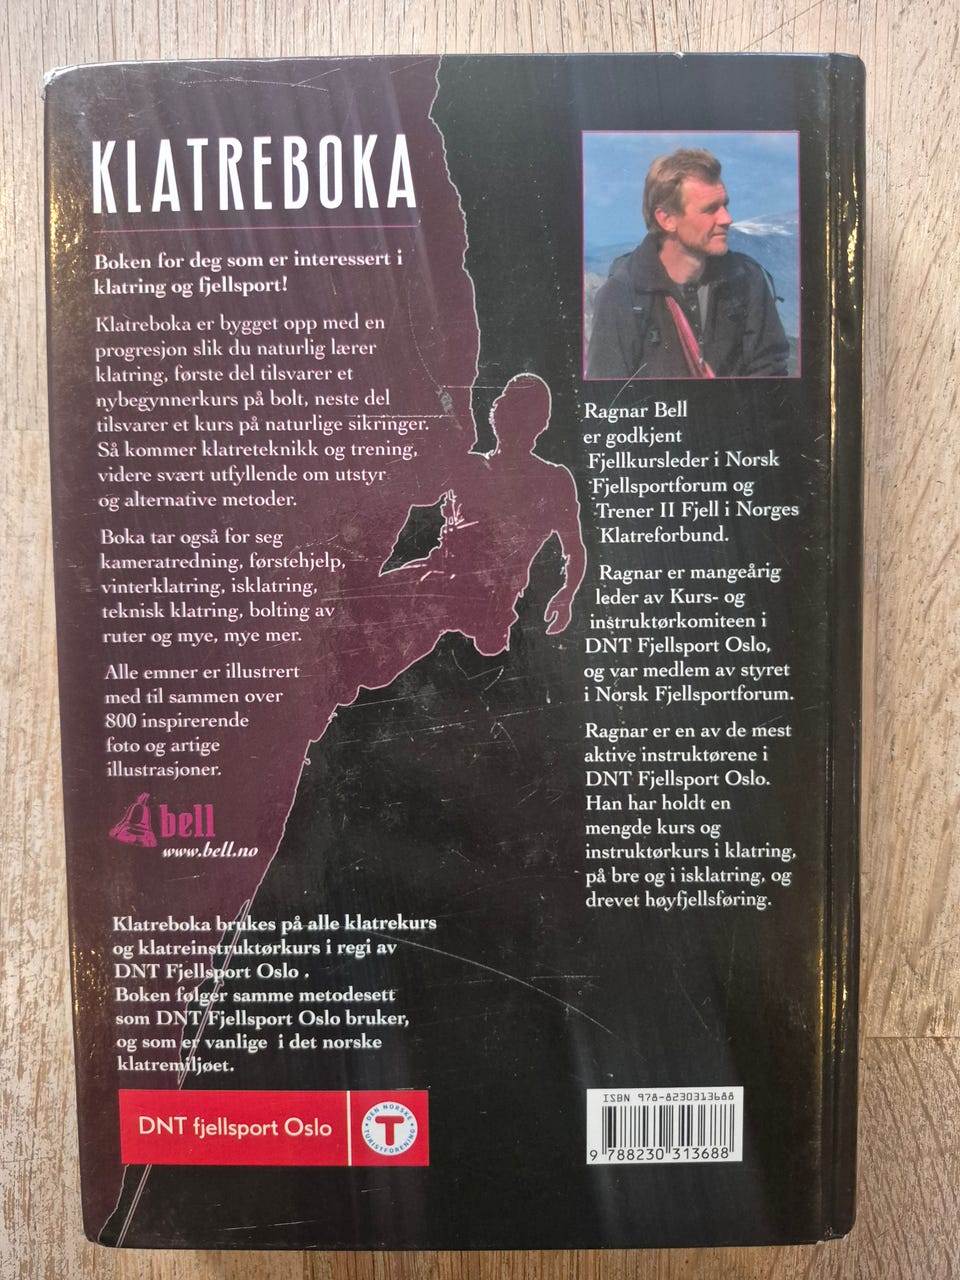 KLATREBOKA
Boken for deg som er interessert i
klatring og fjellsport!
Klatreboka er bygget opp med en
progresjon slik du naturlig lærer
klatring, første del tilsvarer et
nybegynnerkurs på bolt, neste del
tilsvarer et kurs på naturlige sikringer.
Så kommer klatreteknikk og trening,
videre svært utfyllende om utstyr
og alternative metoder.
Boka tar også for seg
kameratredning, førstehjelp,
vinterklatring, isklatring,
teknisk klatring, bolting av
ruter og mye, mye mer.
Alle emner er illustrert
med til sammen over
800 inspirerende
foto og artige
illustrasjoner.
bell
www.bell.no
Klatreboka brukes på alle klatrekurs
og klatreinstruktørkurs i regi av
DNT Fjellsport Oslo .
Boken følger samme metodesett
som DNT Fjellsport Oslo bruker,
og som er vanlige i det norske
klatremiljøet.
DNT fjellsport Oslo
DEN NORSKE
T
TURISTFORENING
Ragnar Bell
er godkjent
Fjellkursleder i Norsk
Fjellsportforum og
Trener II Fjell i Norges
Klatreforbund.
Ragnar er mangeårig
leder av Kurs- og
instruktørkomiteen i
DNT Fjellsport Oslo,
og var medlem av styret
i Norsk Fjellsportforum.
Ragnar er en av de mest
aktive instruktørene i
DNT Fjellsport Oslo.
Han har holdt en
mengde kurs og
instruktørkurs i klatring,
på bre og i isklatring, og
drevet høyfjellsføring.
ISBN 978-8230313688
9 788230 313688